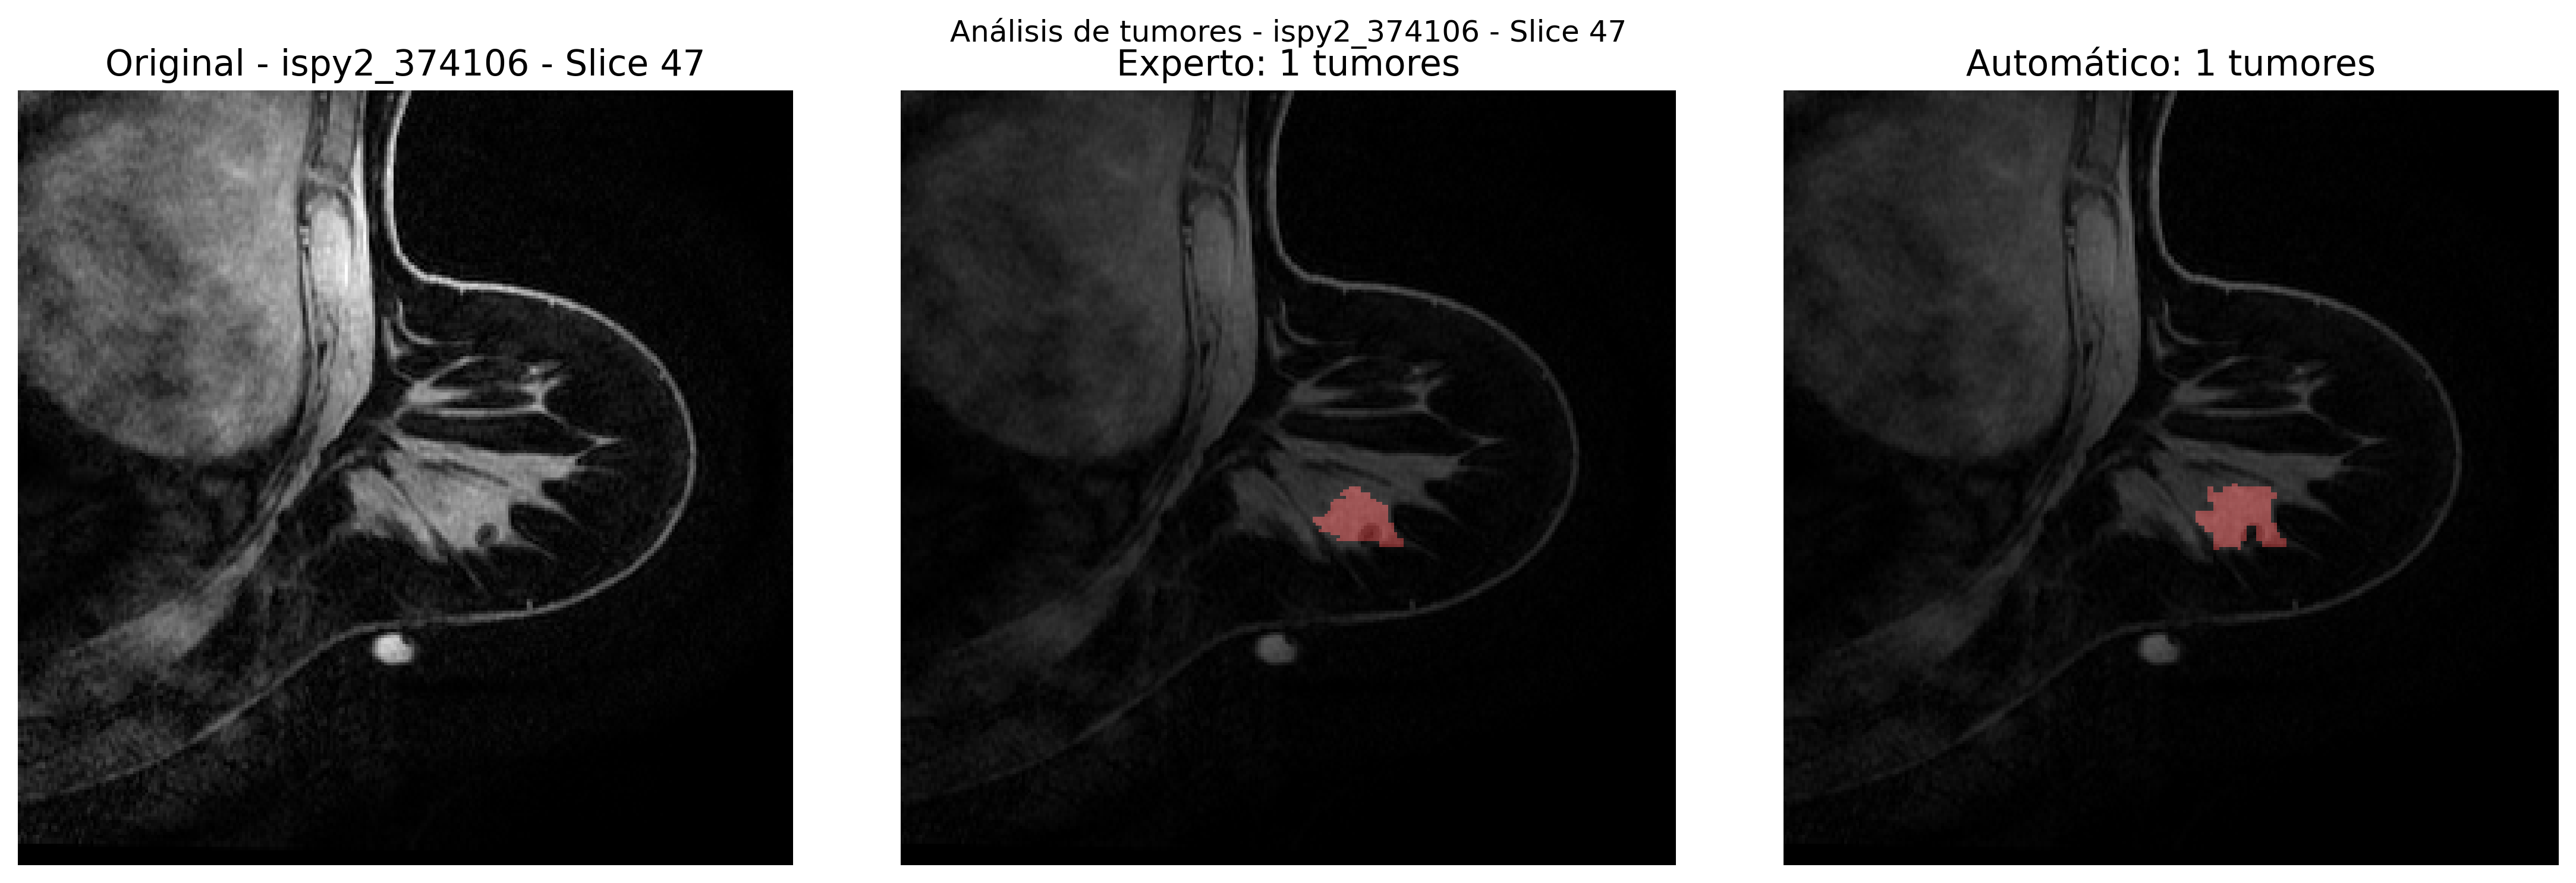 Análisis de tumores - ispy2_374106 - Slice 47
Original - ispy2_374106 - Slice 47
Experto: 1 tumores
Automático: 1 tumores